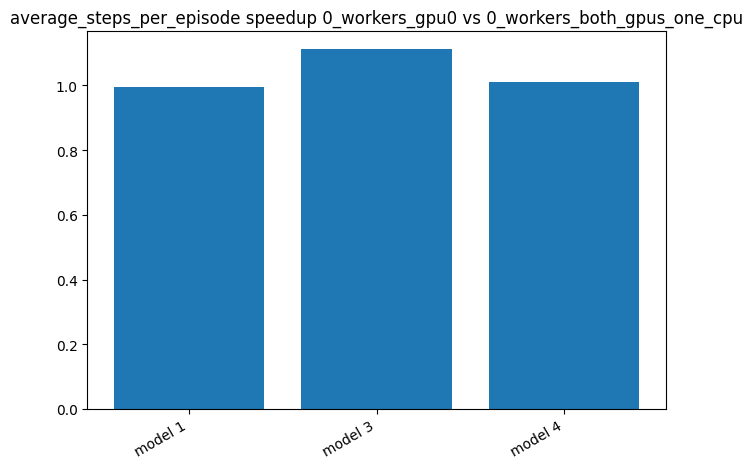 average_steps_per_episode speedup 0_workers_gpu0 vs 0_workers_both_gpus_one_cpu
1.0
0.8
0.6
0.4
0.2
0.0
model 1
model 3
model 4